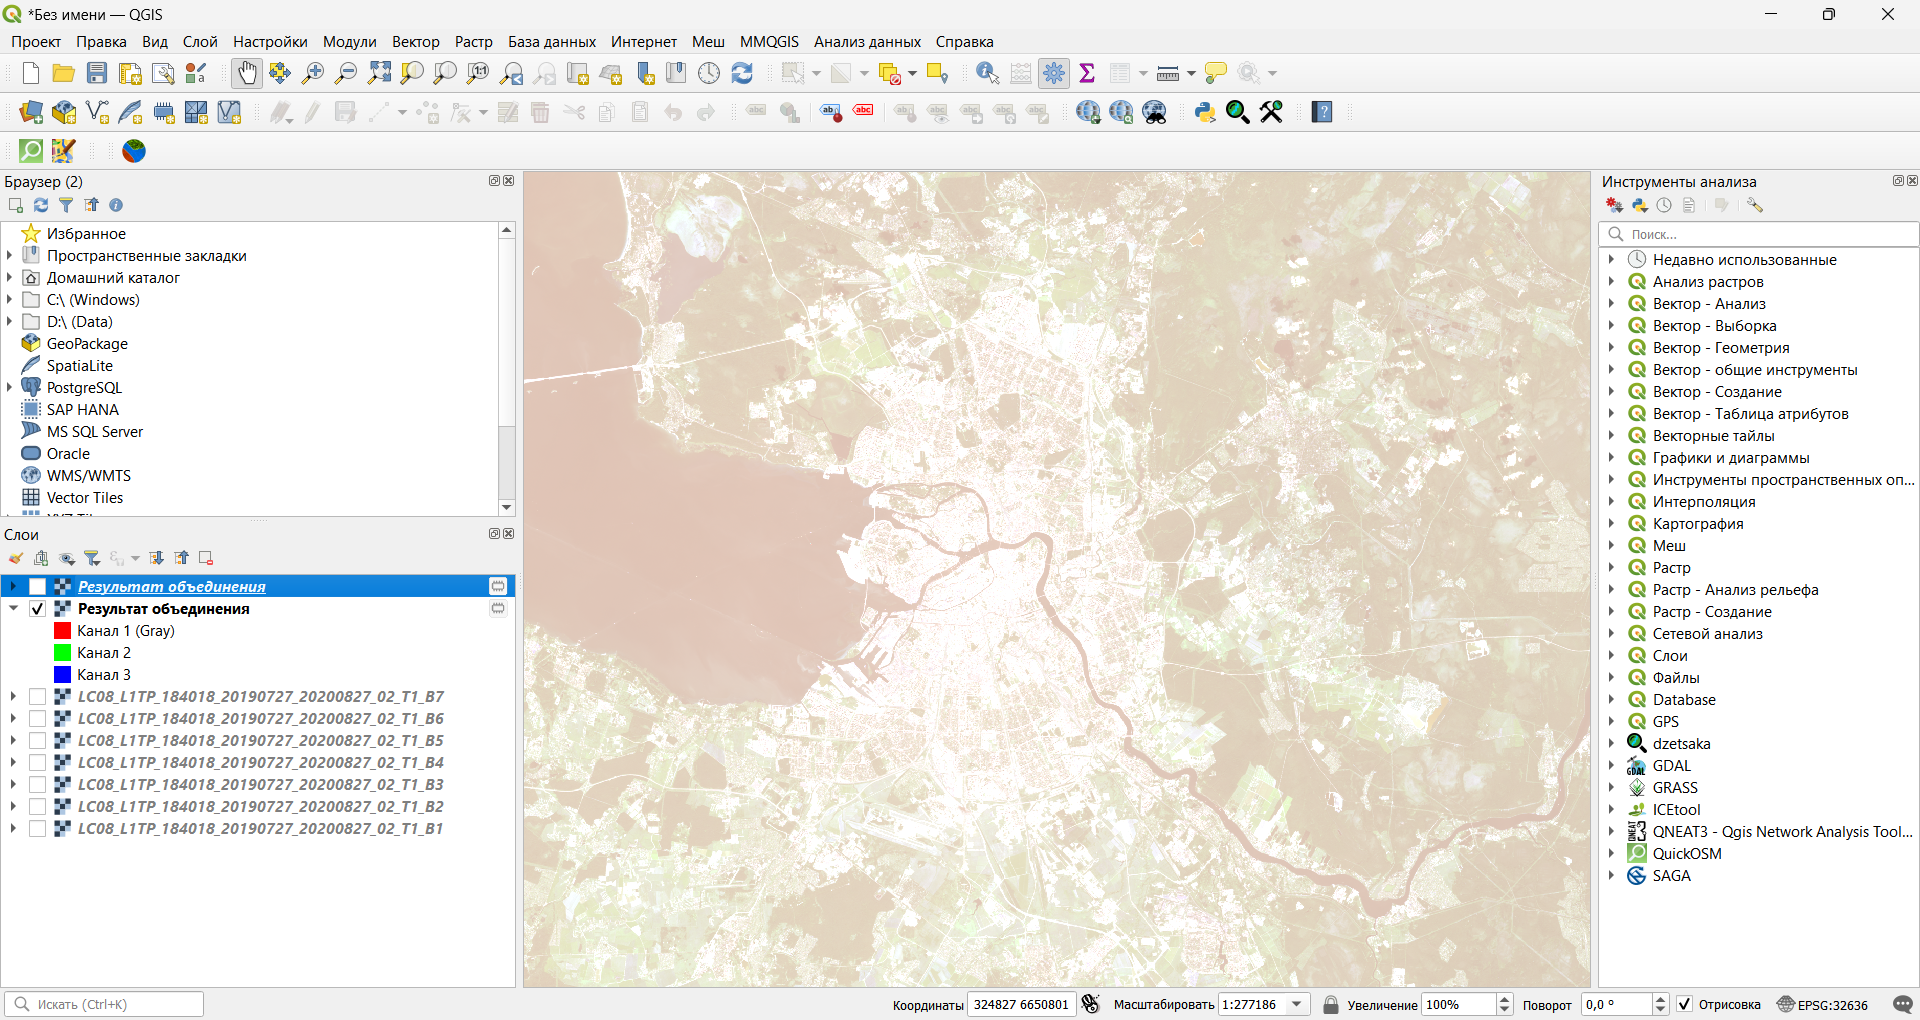 *Без имени — QGIS
Проект Правка Вид Слой Настройки Модули Вектор Растр База данных Интернет Меш MMQGIS Анализ данных Справка
Браузер (2)
Избранное
Пространственные закладки
Домашний каталог
C:\ (Windows)
D:\ (Data)
GeoPackage
SpatiaLite
PostgreSQL
SAP HANA
MS SQL Server
Oracle
WMS/WMTS
Vector Tiles
Слои
Результат объединения
Результат объединения
Канал 1 (Gray)
Канал 2
Канал 3
LC08_L1TP_184018_20190727_20200827_02_T1_B7
LC08_L1TP_184018_20190727_20200827_02_T1_B6
LC08_L1TP_184018_20190727_20200827_02_T1_B5
LC08_L1TP_184018_20190727_20200827_02_T1_B4
LC08_L1TP_184018_20190727_20200827_02_T1_B3
LC08_L1TP_184018_20190727_20200827_02_T1_B2
LC08_L1TP_184018_20190727_20200827_02_T1_B1
Инструменты анализа
Поиск...
Недавно использованные
Анализ растров
Вектор - Анализ
Вектор - Выборка
Вектор - Геометрия
Вектор - общие инструменты
Вектор - Создание
Вектор - Таблица атрибутов
Векторные тайлы
Графики и диаграммы
Инструменты пространственных оп...
Интерполяция
Картография
Меш
Растр
Растр - Анализ рельефа
Растр - Создание
Сетевой анализ
Слои
Файлы
Database
GPS
dzetsaka
GDAL
GRASS
ICEtool
QNEAT3 - Qgis Network Analysis Tool...
QuickOSM
SAGA
Искать (Ctrl+K)
Координаты 324827 6650801 Масштабировать 1:277186 Увеличение 100% Поворот 0,0 ° Отрисовка EPSG:32636